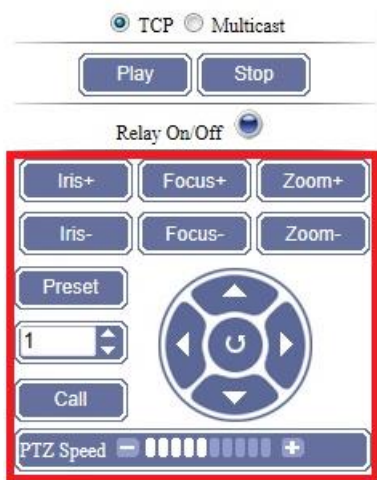 TCP Multicast
Play Stop
Relay On/Off
Iris+ Focus+ Zoom+
Iris- Focus- Zoom-
Preset
1
Call
PTZ Speed